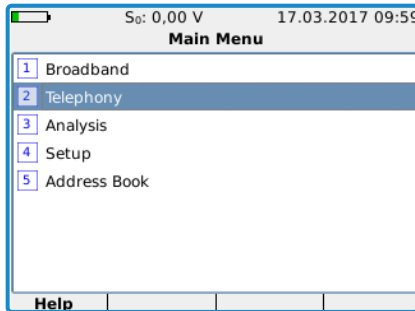 S₀: 0,00 V 17.03.2017 09:59
Main Menu
1 Broadband
2 Telephony
3 Analysis
4 Setup
5 Address Book
Help